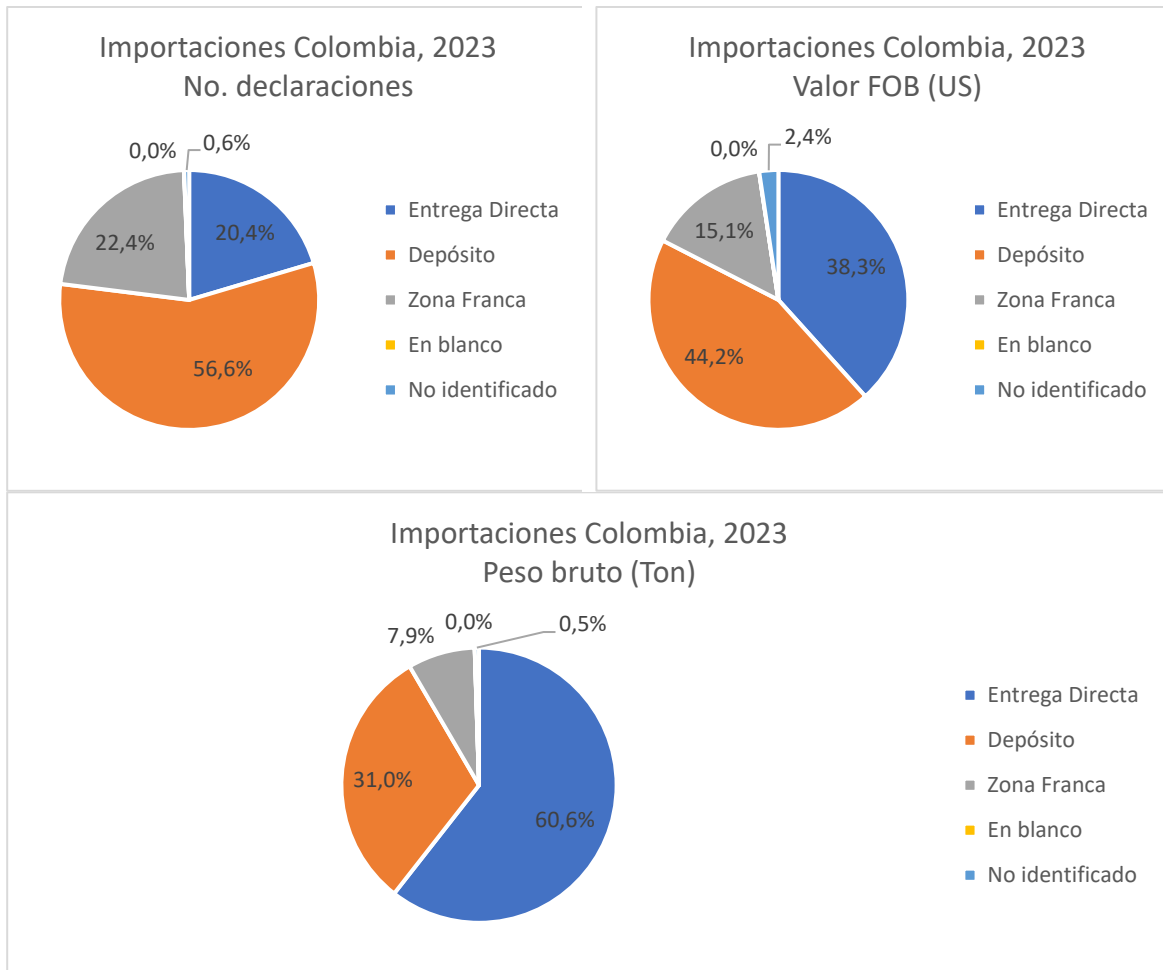 Importaciones Colombia, 2023
No. declaraciones
0,0%
0,6%
22,4%
20,4%
56,6%
Entrega Directa
Depósito
Zona Franca
En blanco
No identificado
Importaciones Colombia, 2023
Valor FOB (US)
0,0%
2,4%
15,1%
38,3%
44,2%
Entrega Directa
Depósito
Zona Franca
En blanco
No identificado
Importaciones Colombia, 2023
Peso bruto (Ton)
7,9%
0,0%
0,5%
31,0%
60,6%
Entrega Directa
Depósito
Zona Franca
En blanco
No identificado